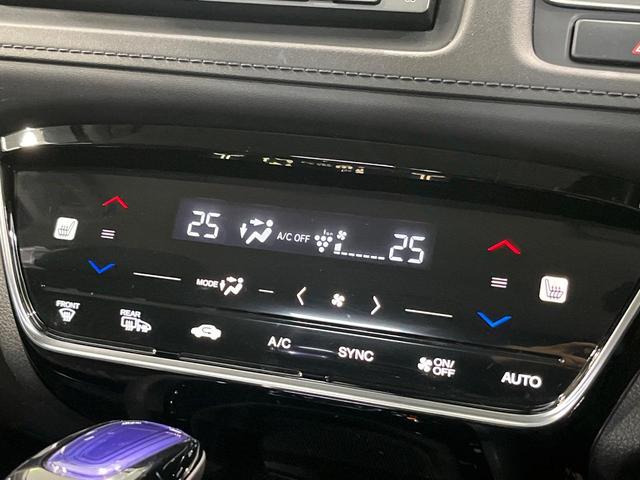 25 A/C OFF 25
MODE
FRONT REAR
A/C SYNC ON/OFF AUTO